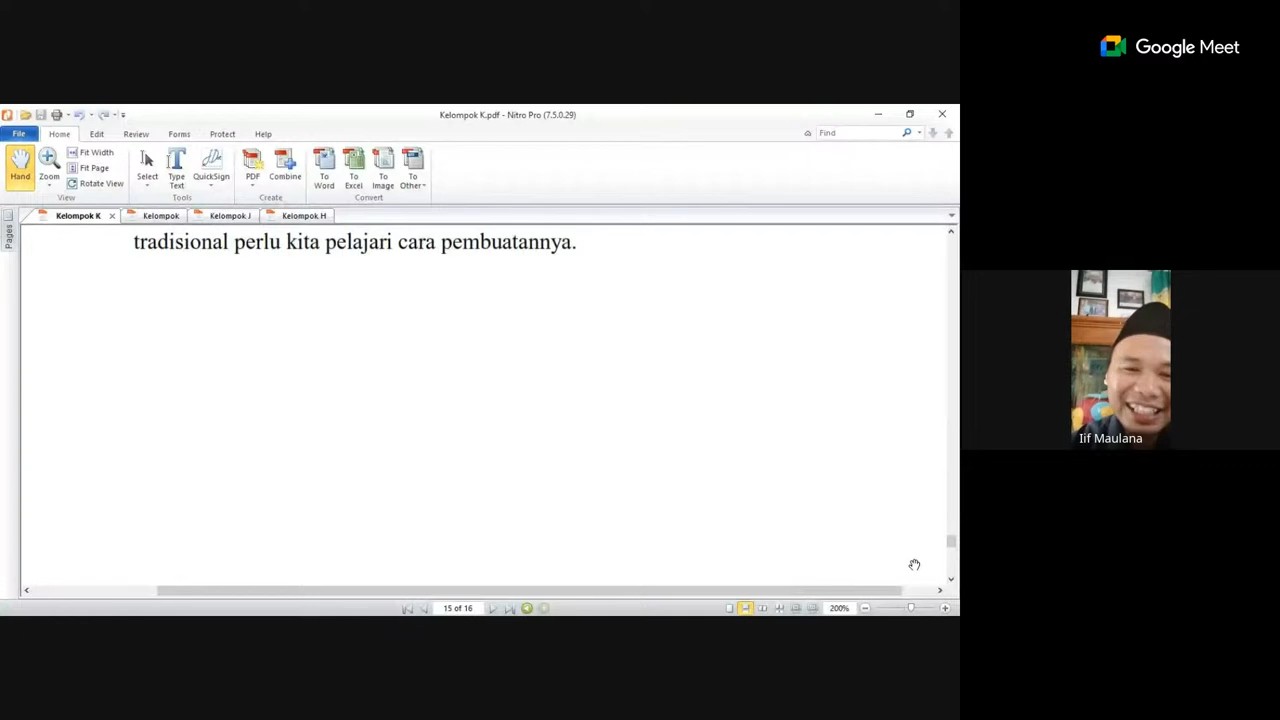 Google Meet
Kelompok K.pdf - Nitro Pro (7.5.0.29)
File Home Edit Review Forms Protect Help
Find
Hand Zoom Fit Width Fit Page Rotate View
Select Type Text QuickSign
PDF Combine
To Word To Excel To Image To Other
View Tools Create Convert
Kelompok K Kelompok Kelompok J Kelompok H
Pages
tradisional perlu kita pelajari cara pembuatannya.
Iif Maulana
15 of 16
200%